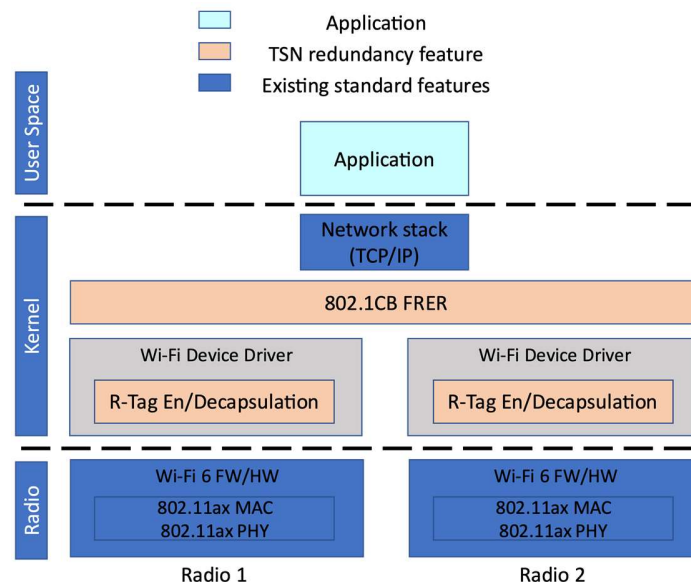 Application
TSN redundancy feature
Existing standard features
User Space
Application
Kernel
Network stack
(TCP/IP)
802.1CB FRER
Wi-Fi Device Driver
R-Tag En/Decapsulation
Wi-Fi Device Driver
R-Tag En/Decapsulation
Radio
Wi-Fi 6 FW/HW
802.11ax MAC
802.11ax PHY
Wi-Fi 6 FW/HW
802.11ax MAC
802.11ax PHY
Radio 1
Radio 2